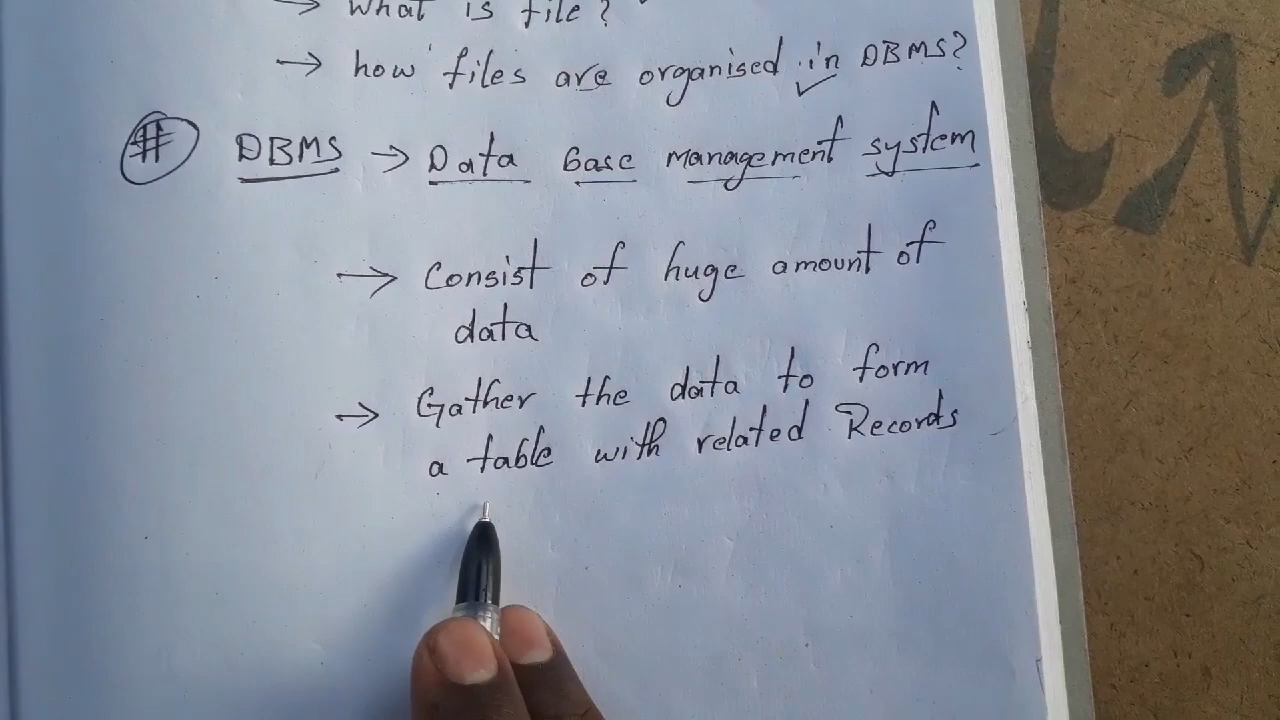 → What is file?
→ how files are organised in DBMS?
# DBMS → Data Base Management system
→ Consist of huge amount of
data
→ Gather the data to form
a table with related Records